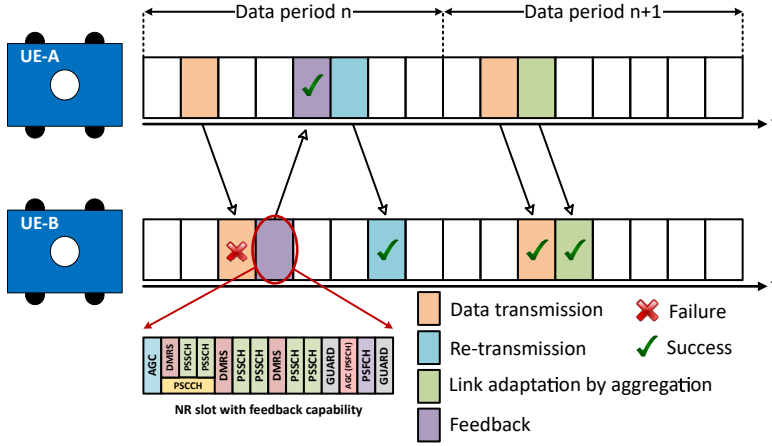 Data period n
Data period n+1
UE-A
T
UE-B
T
AGC
DMRS
PSSCH
PSSCH
PSCCH
DMRS
PSSCH
PSSCH
DMRS
PSSCH
PSSCH
GUARD
AGC (PSFCH)
PSFCH
GUARD
NR slot with feedback capability
Data transmission
Failure
Re-transmission
Success
Link adaptation by aggregation
Feedback